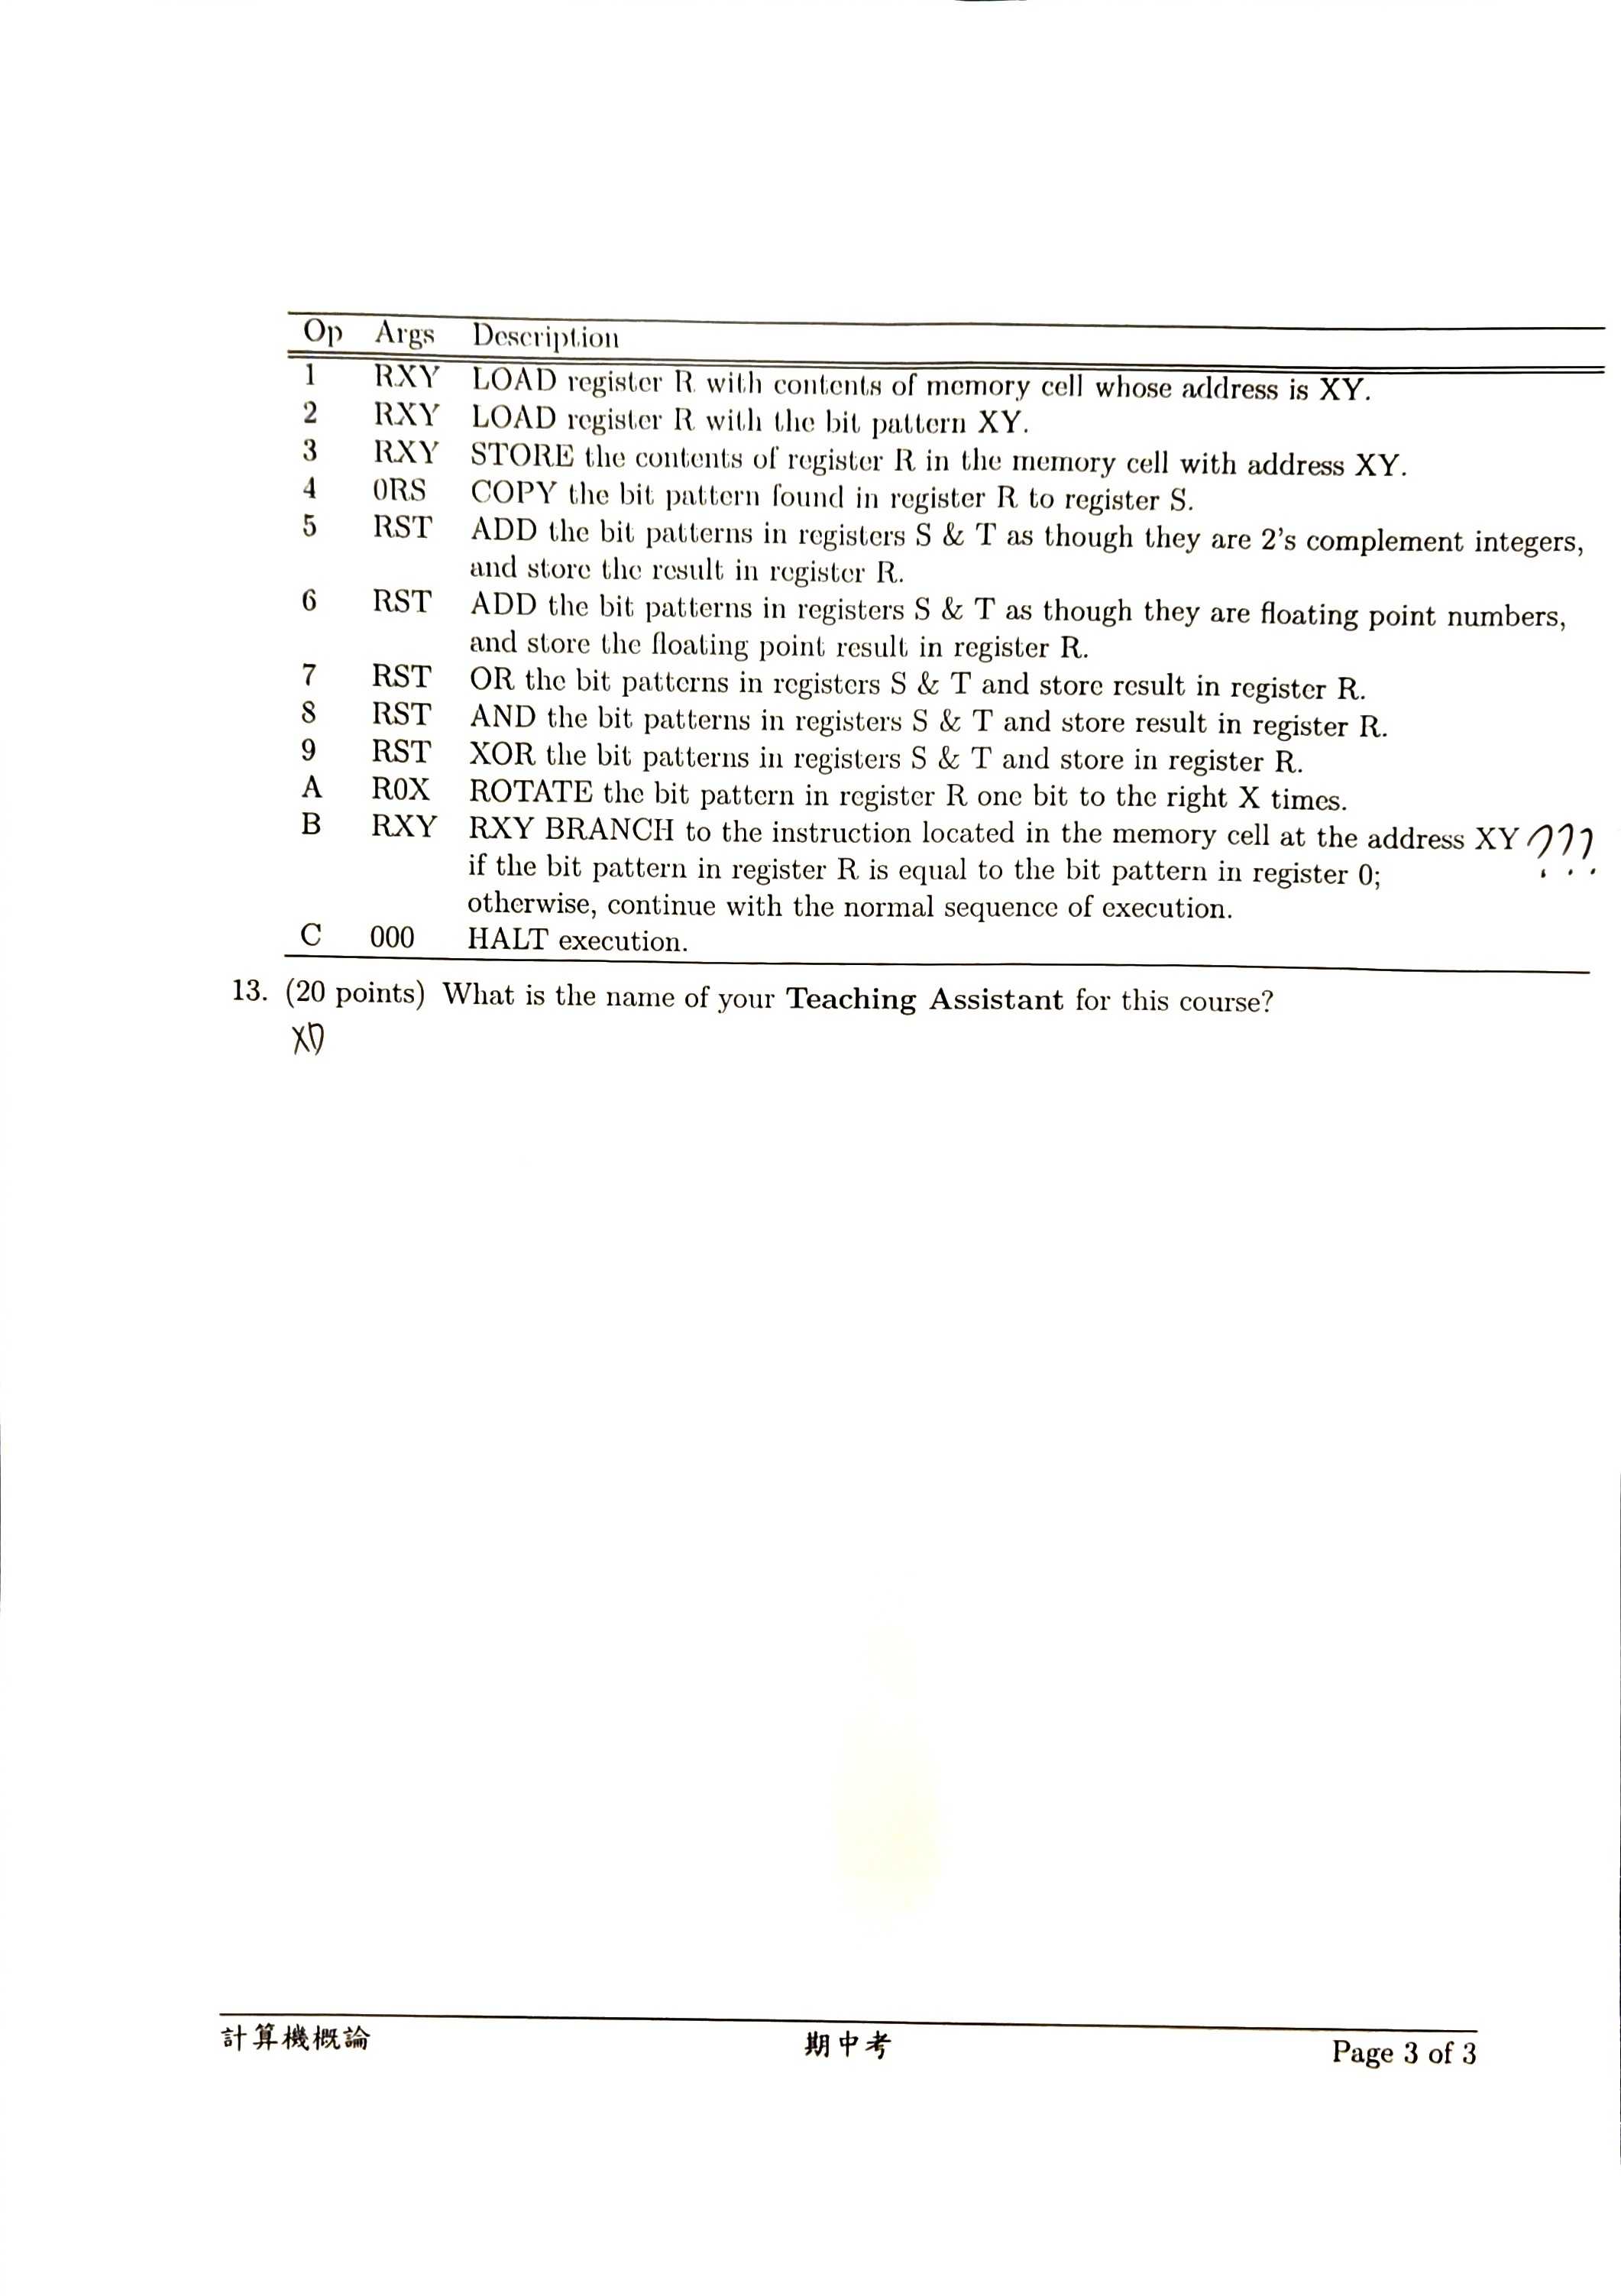 Op Args Description
1 RXY LOAD register R with contents of memory cell whose address is XY.
2 RXY LOAD register R with the bit pattern XY.
3 RXY STORE the contents of register R in the memory cell with address XY.
4 0RS COPY the bit pattern found in register R to register S.
5 RST ADD the bit patterns in registers S & T as though they are 2's complement integers,
and store the result in register R.
6 RST ADD the bit patterns in registers S & T as though they are floating point numbers,
and store the floating point result in register R.
7 RST OR the bit patterns in registers S & T and store result in register R.
8 RST AND the bit patterns in registers S & T and store result in register R.
9 RST XOR the bit patterns in registers S & T and store in register R.
A R0X ROTATE the bit pattern in register R one bit to the right X times.
B RXY RXY BRANCH to the instruction located in the memory cell at the address XY ???
if the bit pattern in register R is equal to the bit pattern in register 0;
otherwise, continue with the normal sequence of execution.
C 000 HALT execution.
13. (20 points) What is the name of your Teaching Assistant for this course?
XD
計算機概論 期中考 Page 3 of 3